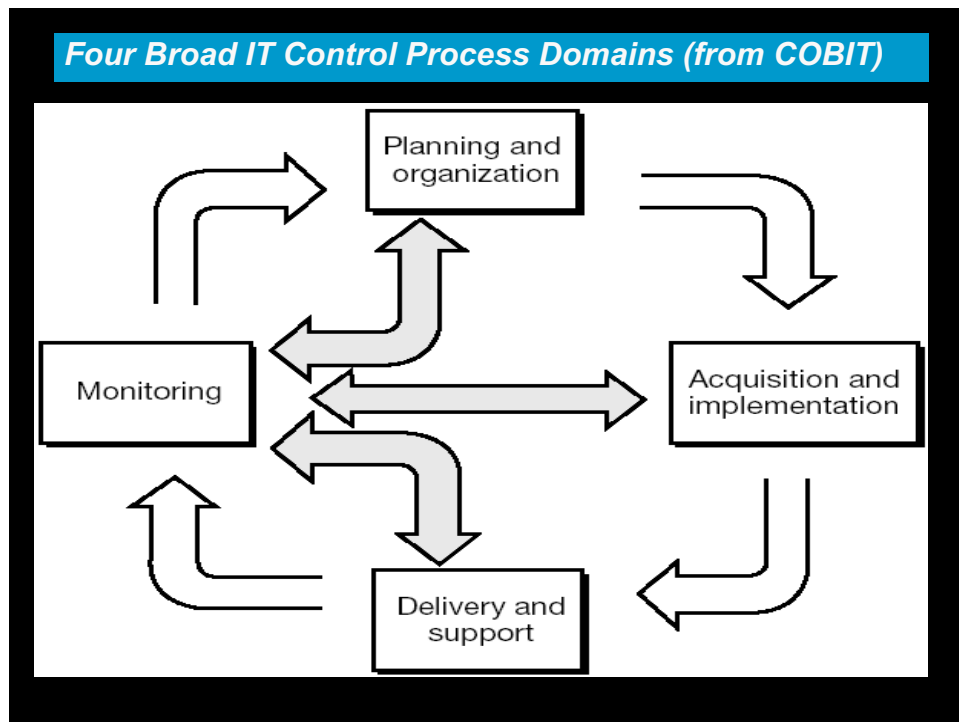 Four Broad IT Control Process Domains (from COBIT)
Planning and
organization
Monitoring
Acquisition and
implementation
Delivery and
support